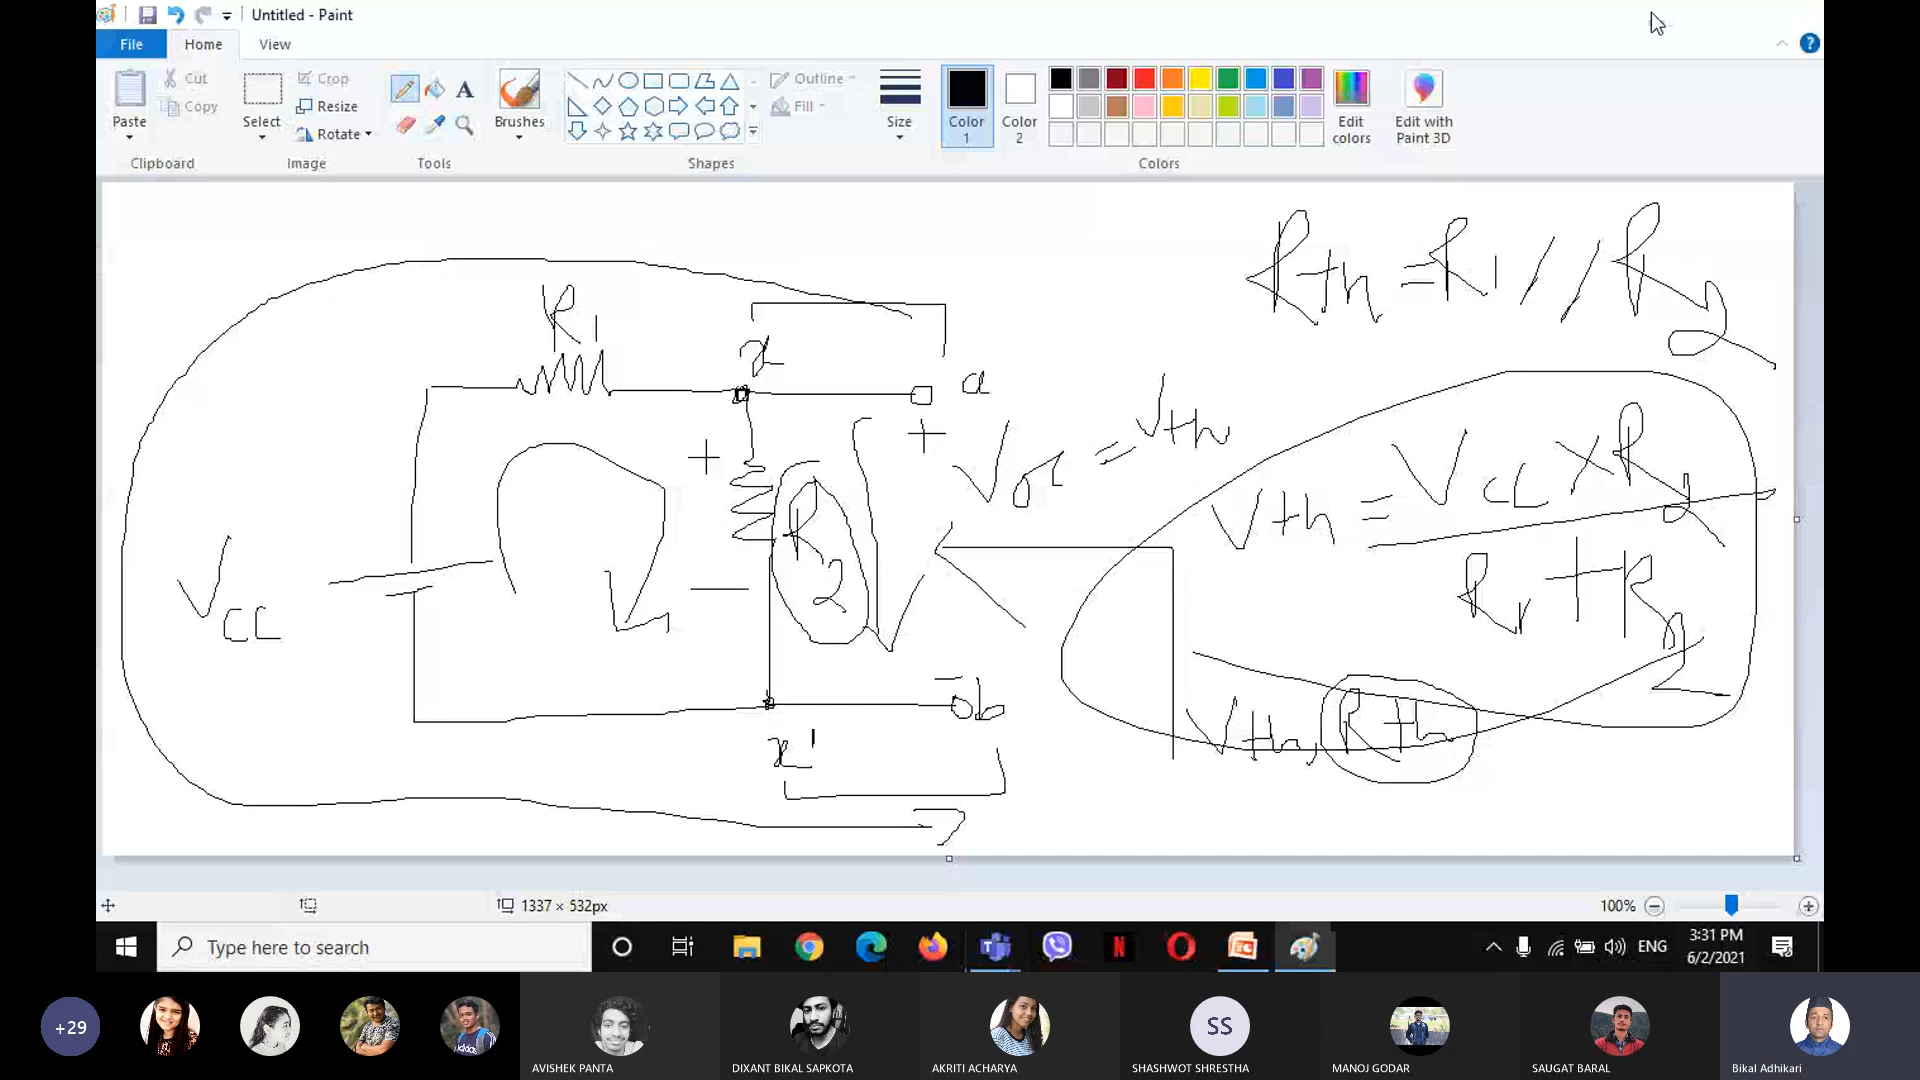 Untitled - Paint
File Home View
Paste Cut Copy
Clipboard
Select Crop Resize Rotate
Image
Tools
Brushes
Outline Fill
Shapes
Size
Color 1 Color 2
Edit colors
Edit with Paint 3D
Colors
Rth = R1 // R2
R1
x
a
+ + Vor = Vth
Vth = VCC × R2
R1 + R2
R2
VCC
I1
- b
x'
Vth, Rth
1337 × 532px
100%
Type here to search
ENG
3:31 PM
6/2/2021
+29
SS
AVISHEK PANTA
DIXANT BIKAL SAPKOTA
AKRITI ACHARYA
SHASHWOT SHRESTHA
MANOJ GODAR
SAUGAT BARAL
Bikal Adhikari